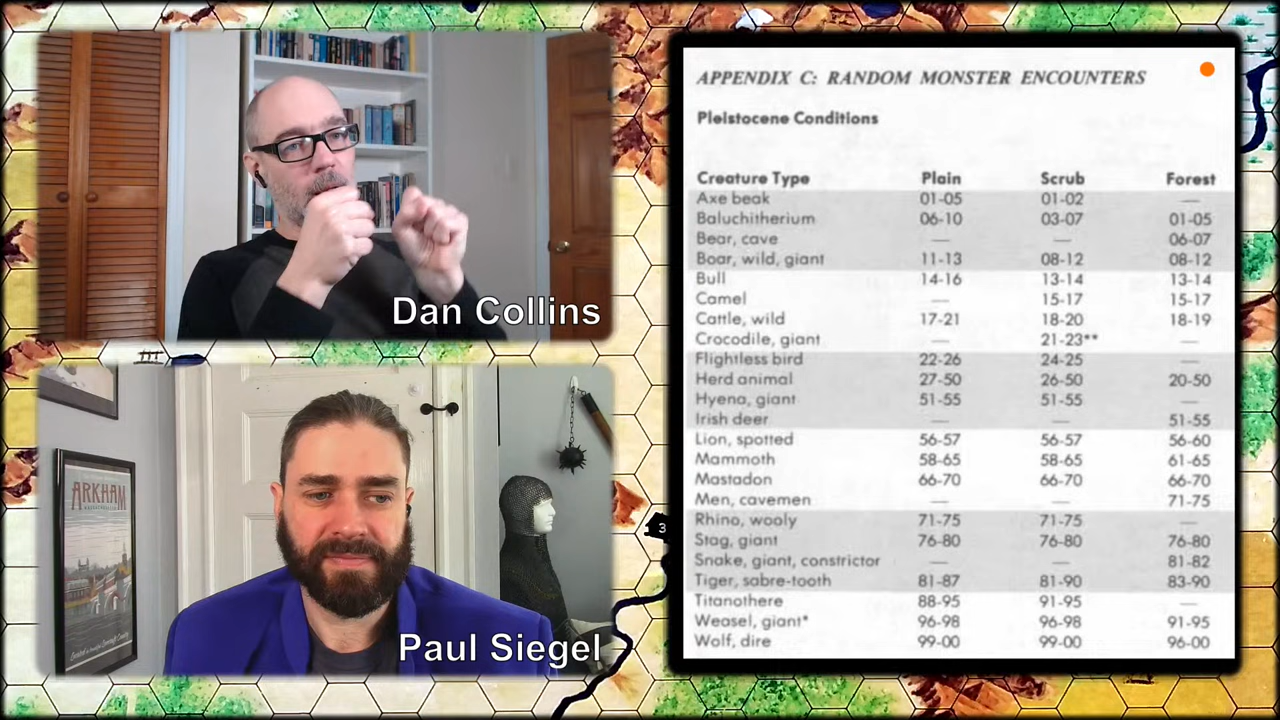 Dan Collins
ARKHAM
Paul Siegel
3
APPENDIX C: RANDOM MONSTER ENCOUNTERS
Pleistocene Conditions
Creature Type Plain Scrub Forest
Axe beak 01-05 01-02 —
Baluchitherium 06-10 03-07 01-05
Bear, cave — — 06-07
Boar, wild, giant 11-13 08-12 08-12
Bull 14-16 13-14 13-14
Camel — 15-17 15-17
Cattle, wild 17-21 18-20 18-19
Crocodile, giant — 21-23** —
Flightless bird 22-26 24-25 —
Herd animal 27-50 26-50 20-50
Hyena, giant 51-55 51-55 —
Irish deer — — 51-55
Lion, spotted 56-57 56-57 56-60
Mammoth 58-65 58-65 61-65
Mastadon 66-70 66-70 66-70
Men, cavemen — — 71-75
Rhino, wooly 71-75 71-75 —
Stag, giant 76-80 76-80 76-80
Snake, giant, constrictor — — 81-82
Tiger, sabre-tooth 81-87 81-90 83-90
Titanothere 88-95 91-95 —
Weasel, giant* 96-98 96-98 91-95
Wolf, dire 99-00 99-00 96-00